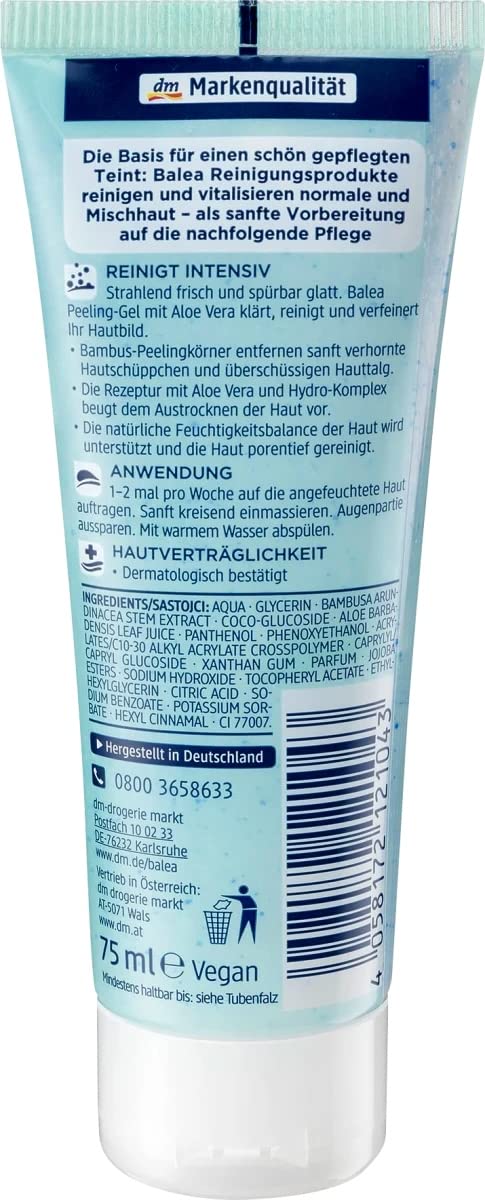 dm Markenqualität
Die Basis für einen schön gepflegten
Teint: Balea Reinigungsprodukte
reinigen und vitalisieren normale und
Mischhaut – als sanfte Vorbereitung
auf die nachfolgende Pflege
REINIGT INTENSIV
Strahlend frisch und spürbar glatt. Balea
Peeling-Gel mit Aloe Vera klärt, reinigt und verfeinert
Ihr Hautbild.
• Bambus-Peelingkörner entfernen sanft verhornte
Hautschüppchen und überschüssigen Hauttalg.
• Die Rezeptur mit Aloe Vera und Hydro-Komplex
beugt dem Austrocknen der Haut vor.
• Die natürliche Feuchtigkeitsbalance der Haut wird
unterstützt und die Haut porentief gereinigt.
ANWENDUNG
1–2 mal pro Woche auf die angefeuchtete Haut
auftragen. Sanft kreisend einmassieren. Augenpartie
aussparen. Mit warmem Wasser abspülen.
HAUTVERTRÄGLICHKEIT
• Dermatologisch bestätigt
INGREDIENTS/SASTOJCI: AQUA · GLYCERIN · BAMBUSA ARUN-
DINACEA STEM EXTRACT · COCO-GLUCOSIDE · ALOE BARBA-
DENSIS LEAF JUICE · PANTHENOL · PHENOXYETHANOL · ACRY-
LATES/C10-30 ALKYL ACRYLATE CROSSPOLYMER · CAPRYLYL/
CAPRYL GLUCOSIDE · XANTHAN GUM · PARFUM · JOJOBA
ESTERS · SODIUM HYDROXIDE · TOCOPHERYL ACETATE · ETHYL-
HEXYLGLYCERIN · CITRIC ACID · SO-
DIUM BENZOATE · POTASSIUM SOR-
BATE · HEXYL CINNAMAL · CI 77007.
Hergestellt in Deutschland
0800 3658633
dm-drogerie markt
Postfach 10 02 33
DE-76232 Karlsruhe
www.dm.de/balea
Vertrieb in Österreich:
dm drogerie markt
AT-5071 Wals
www.dm.at
75 ml e Vegan
Mindestens haltbar bis: siehe Tubenfalz
4 058172 121043